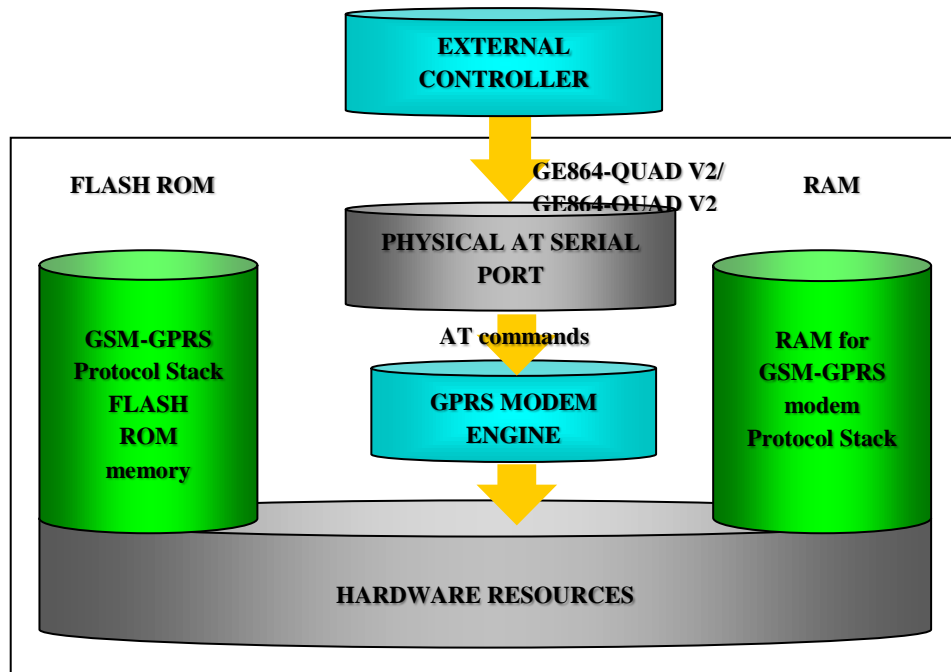 EXTERNAL
CONTROLLER
FLASH ROM
GE864-QUAD V2/
GE864-QUAD V2
RAM
PHYSICAL AT SERIAL
PORT
AT commands
GSM-GPRS
Protocol Stack
FLASH
ROM
memory
GPRS MODEM
ENGINE
RAM for
GSM-GPRS
modem
Protocol Stack
HARDWARE RESOURCES